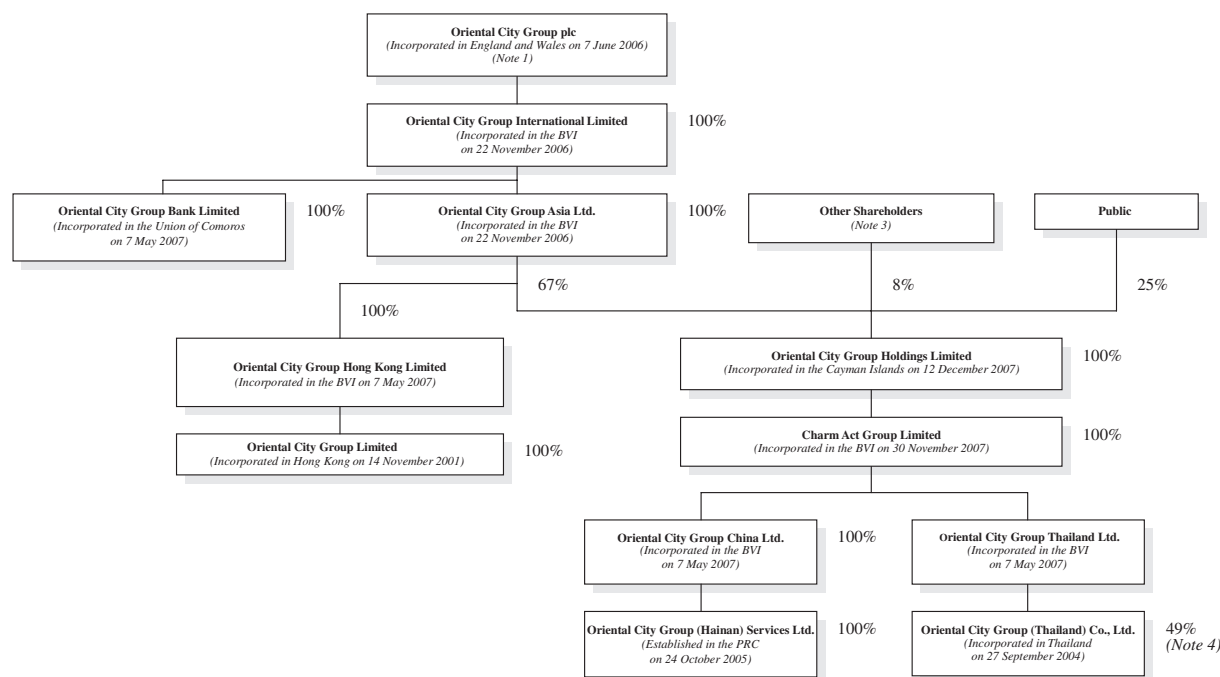 Oriental City Group plc
(Incorporated in England and Wales on 7 June 2006)
(Note 1)
Oriental City Group International Limited
(Incorporated in the BVI
on 22 November 2006)
100%
Oriental City Group Bank Limited
(Incorporated in the Union of Comoros
on 7 May 2007)
100%
Oriental City Group Asia Ltd.
(Incorporated in the BVI
on 22 November 2006)
100%
Other Shareholders
(Note 3)
Public
67%
8%
25%
100%
Oriental City Group Hong Kong Limited
(Incorporated in the BVI on 7 May 2007)
Oriental City Group Holdings Limited
(Incorporated in the Cayman Islands on 12 December 2007)
100%
Oriental City Group Limited
(Incorporated in Hong Kong on 14 November 2001)
100%
Charm Act Group Limited
(Incorporated in the BVI on 30 November 2007)
100%
Oriental City Group China Ltd.
(Incorporated in the BVI
on 7 May 2007)
100%
Oriental City Group Thailand Ltd.
(Incorporated in the BVI
on 7 May 2007)
Oriental City Group (Hainan) Services Ltd.
(Established in the PRC
on 24 October 2005)
100%
Oriental City Group (Thailand) Co., Ltd.
(Incorporated in Thailand
on 27 September 2004)
49%
(Note 4)